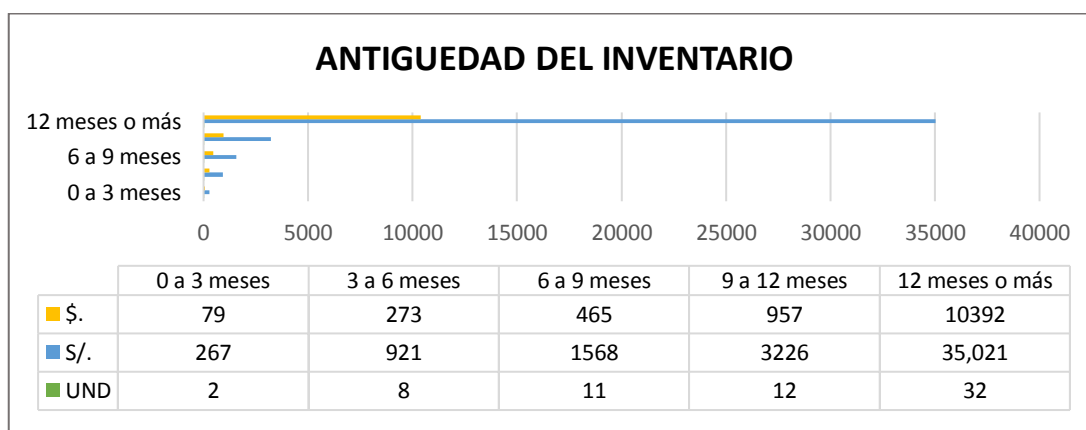 ANTIGUEDAD DEL INVENTARIO
12 meses o más
6 a 9 meses
0 a 3 meses
0 5000 10000 15000 20000 25000 30000 35000 40000
0 a 3 meses 3 a 6 meses 6 a 9 meses 9 a 12 meses 12 meses o más
$. 79 273 465 957 10392
S/. 267 921 1568 3226 35,021
UND 2 8 11 12 32